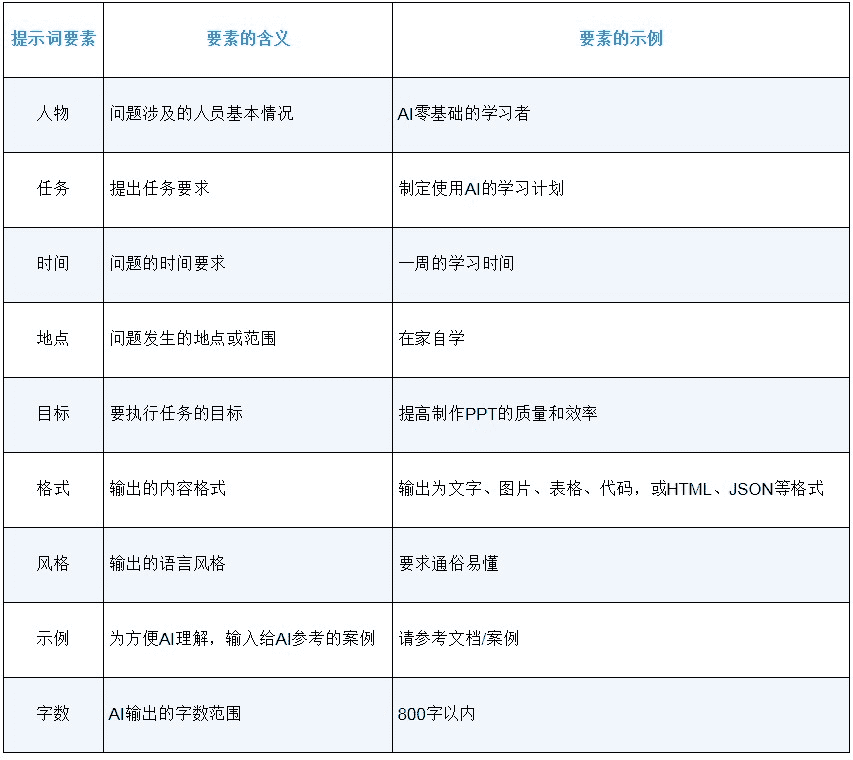 提示词要素 要素的含义 要素的示例
人物 问题涉及的人员基本情况 AI零基础的学习者
任务 提出任务要求 制定使用AI的学习计划
时间 问题的时间要求 一周的学习时间
地点 问题发生的地点或范围 在家自学
目标 要执行任务的目标 提高制作PPT的质量和效率
格式 输出的内容格式 输出为文字、图片、表格、代码，或HTML、JSON等格式
风格 输出的语言风格 要求通俗易懂
示例 为方便AI理解，输入给AI参考的案例 请参考文档/案例
字数 AI输出的字数范围 800字以内